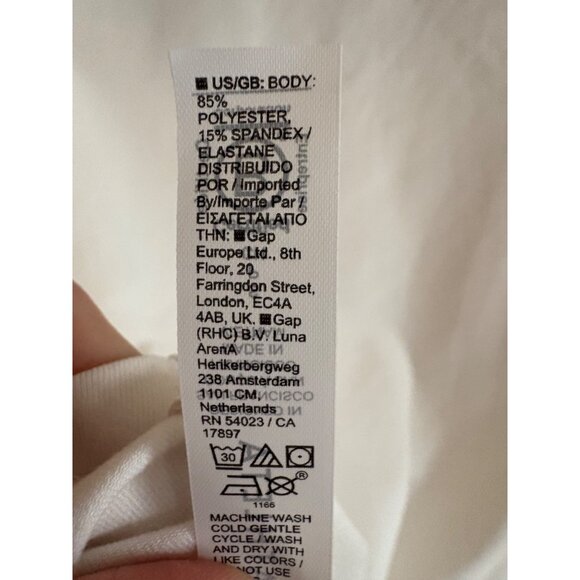 US/GB: BODY:
85%
POLYESTER,
15% SPANDEX /
ELASTANE
DISTRIBUIDO
POR / Imported
By/Importe Par /
ΕΙΣΑΓΕΤΑΙ ΑΠΟ
ΤΗΝ: Gap
Europe Ltd., 8th
Floor, 20
Farringdon Street,
London, EC4A
4AB, UK. Gap
(RHC) B.V. Luna
ArenA
Herikerbergweg
238 Amsterdam
1101 CM,
Netherlands
RN 54023 / CA
17897
30
®
1166
MACHINE WASH
COLD GENTLE
CYCLE / WASH
AND DRY WITH
LIKE COLORS /
NOT USE